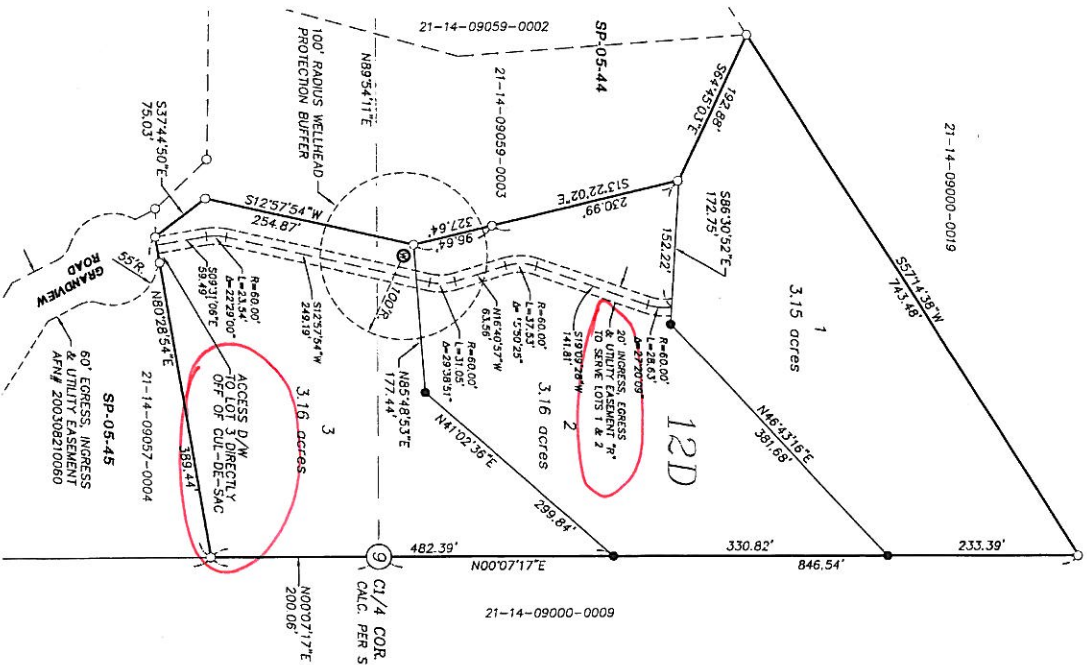 21-14-09059-0002
SP-05-44
21-14-09059-0003
100' RADIUS WELLHEAD
PROTECTION BUFFER
N89°54'11"E
S64°45'03"E
192.88'
21-14-09000-0019
S57°14'38"W
743.48'
S13°22'02"E
230.99'
S86°30'52"E
172.75'
152.22'
1
3.15 acres
327.64'
96.64'
S12°57'54"W
254.87'
S37°44'50"E
75.03'
GRANDVIEW
ROAD
55'R.
R=60.00'
L=23.54'
Δ=22°29'00"
S09°31'06"E
59.49'
S12°57'54"W
249.19'
100'R.
R=60.00'
L=31.05'
Δ=29°38'51"
N16°40'57"W
63.56'
R=60.00'
L=37.53'
S19°09'28"W
141.81'
R=60.00'
L=28.63'
Δ=27°20'09"
20' INGRESS, EGRESS
& UTILITY EASEMENT "R"
TO SERVE LOTS 1 & 2
12D
2
3.16 acres
N46°43'16"E
381.68'
N85°48'53"E
177.44'
N41°02'36"E
299.84'
3
3.16 acres
ACCESS D/W
TO LOT 3 DIRECTLY
OFF OF CUL-DE-SAC
N80°28'54"E
389.44'
21-14-09057-0004
SP-05-45
60' EGRESS, INGRESS
& UTILITY EASEMENT
AFN# 200308210060
9
C1/4 COR.
CALC. PER S
N00°07'17"E
200.06'
482.39'
330.82'
233.39'
N00°07'17"E
846.54'
21-14-09000-0009